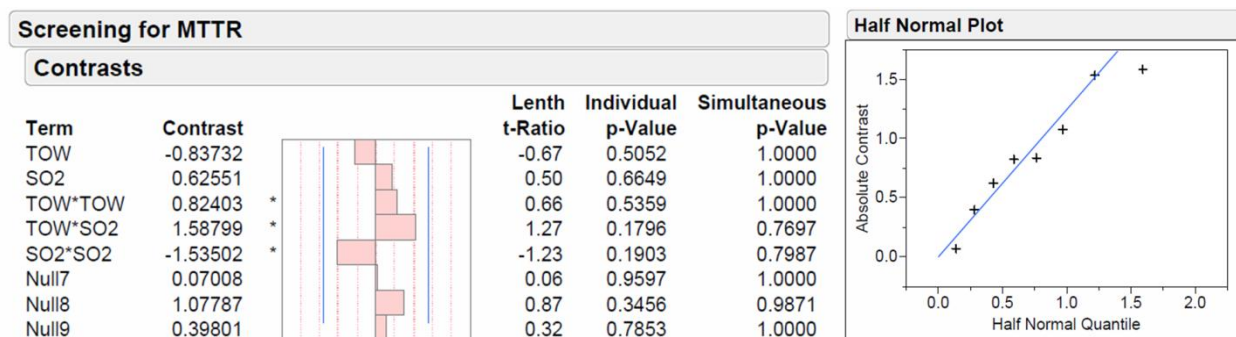 Screening for MTTR
Contrasts
Lenth Individual Simultaneous
Term Contrast t-Ratio p-Value p-Value
TOW -0.83732 -0.67 0.5052 1.0000
SO2 0.62551 0.50 0.6649 1.0000
TOW*TOW 0.82403 * 0.66 0.5359 1.0000
TOW*SO2 1.58799 * 1.27 0.1796 0.7697
SO2*SO2 -1.53502 * -1.23 0.1903 0.7987
Null7 0.07008 0.06 0.9597 1.0000
Null8 1.07787 0.87 0.3456 0.9871
Null9 0.39801 0.32 0.7853 1.0000
Half Normal Plot
Absolute Contrast
1.5
1.0
0.5
0.0
0.0 0.5 1.0 1.5 2.0
Half Normal Quantile